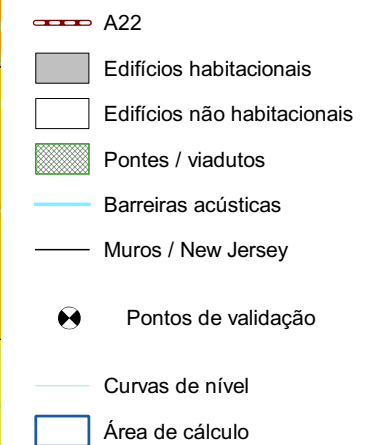 A22
Edifícios habitacionais
Edifícios não habitacionais
Pontes / viadutos
Barreiras acústicas
Muros / New Jersey
Pontos de validação
Curvas de nível
Área de cálculo